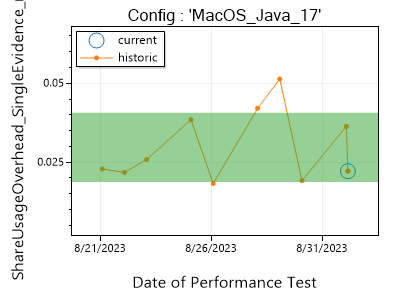 Config : 'MacOS_Java_17'
current
historic
0.05
0.025
ShareUsageOverhead_SingleEvidence_
8/21/2023
8/26/2023
8/31/2023
Date of Performance Test